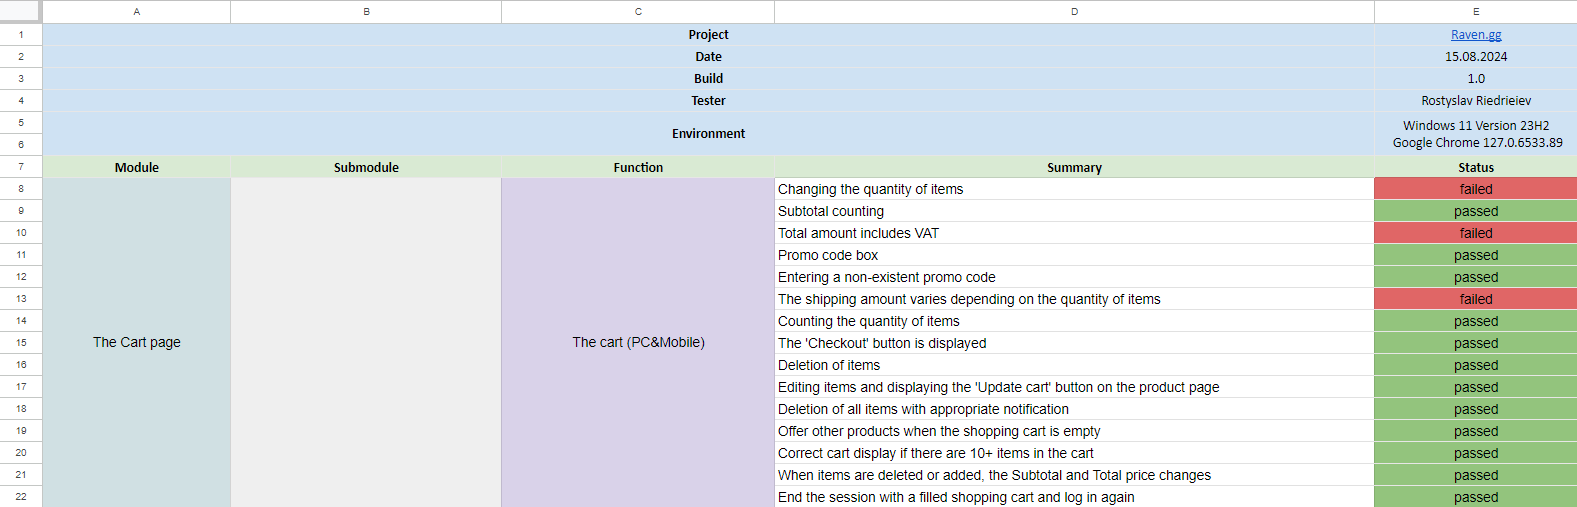 A B C D E
1 Project Raven.gg
2 Date 15.08.2024
3 Build 1.0
4 Tester Rostyslav Riedrieiev
5 Windows 11 Version 23H2
Environment
6 Google Chrome 127.0.6533.89
7 Module Submodule Function Summary Status
8 Changing the quantity of items failed
9 Subtotal counting passed
10 Total amount includes VAT failed
11 Promo code box passed
12 Entering a non-existent promo code passed
13 The shipping amount varies depending on the quantity of items failed
14 Counting the quantity of items passed
15 The Cart page The cart (PC&Mobile) The 'Checkout' button is displayed passed
16 Deletion of items passed
17 Editing items and displaying the 'Update cart' button on the product page passed
18 Deletion of all items with appropriate notification passed
19 Offer other products when the shopping cart is empty passed
20 Correct cart display if there are 10+ items in the cart passed
21 When items are deleted or added, the Subtotal and Total price changes passed
22 End the session with a filled shopping cart and log in again passed